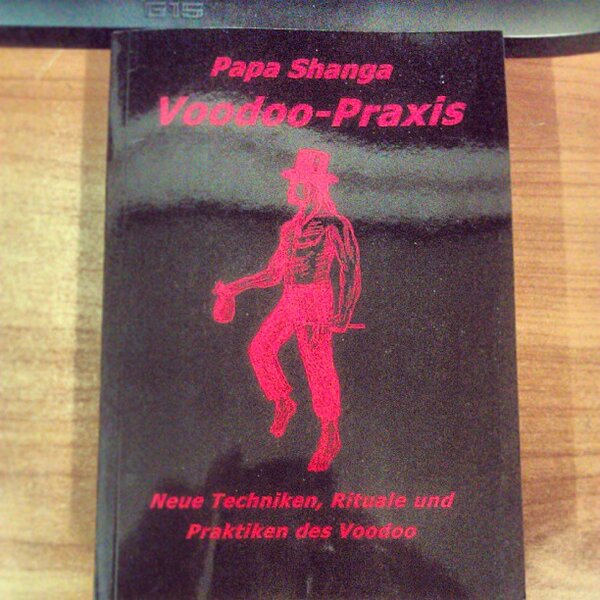 G15
Papa Shanga
Voodoo-Praxis
Neue Techniken, Rituale und
Praktiken des Voodoo